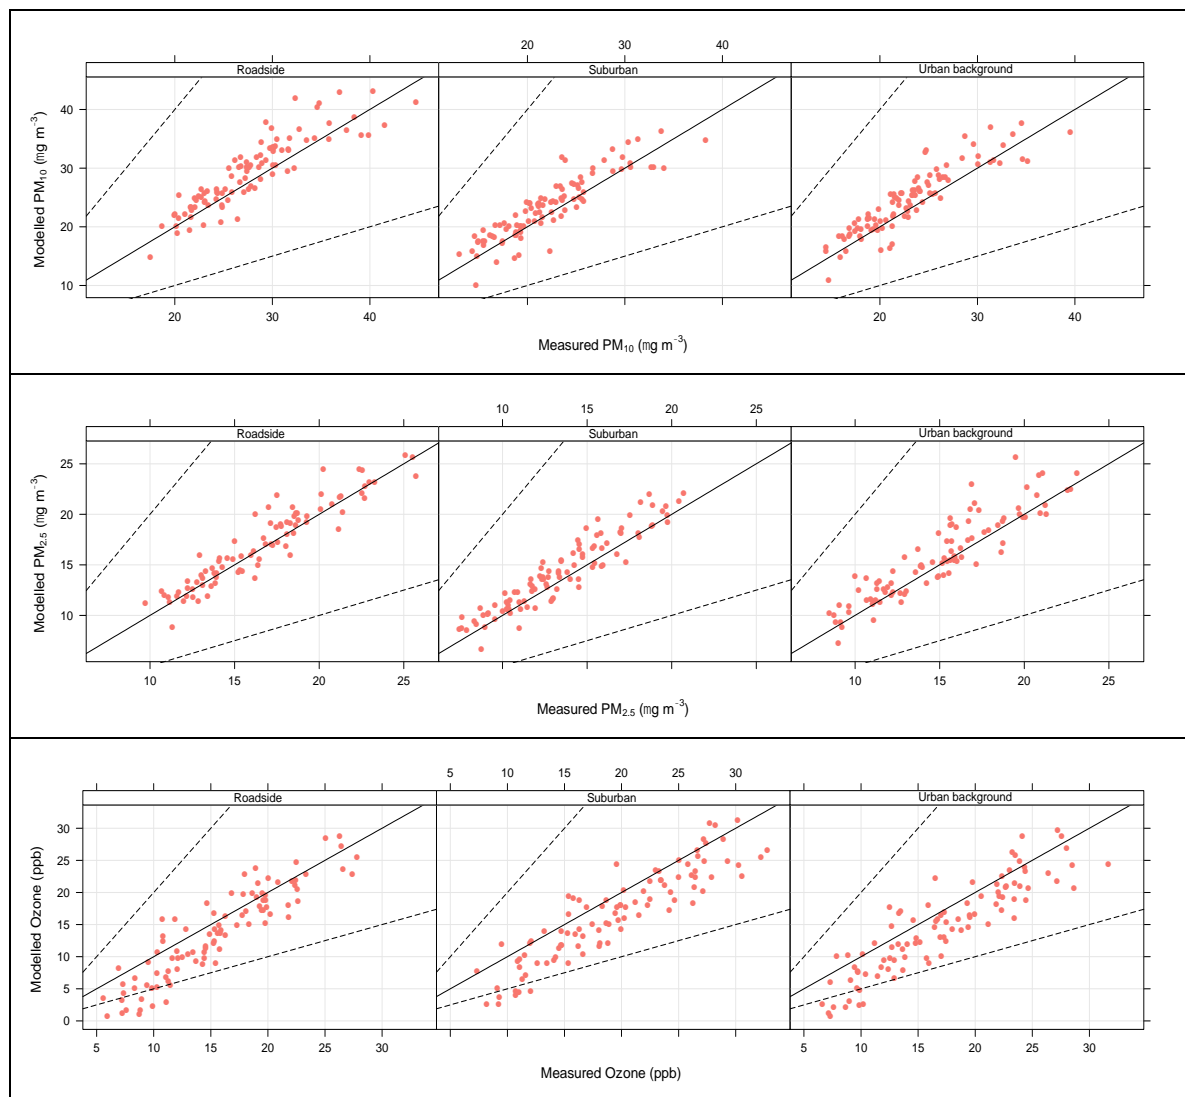 20 30 40
Roadside Suburban Urban background
40
30
20
10
Modelled PM10 (mg m-3)
20 30 40 20 40
Measured PM10 (mg m-3)
10 15 20 25
Roadside Suburban Urban background
25
20
15
10
Modelled PM2.5 (mg m-3)
10 15 20 25 10 15 20 25
Measured PM2.5 (mg m-3)
5 10 15 20 30
Roadside Suburban Urban background
30
25
20
15
10
5
0
Modelled Ozone (ppb)
5 10 15 20 30 5 10 15 20 30
Measured Ozone (ppb)